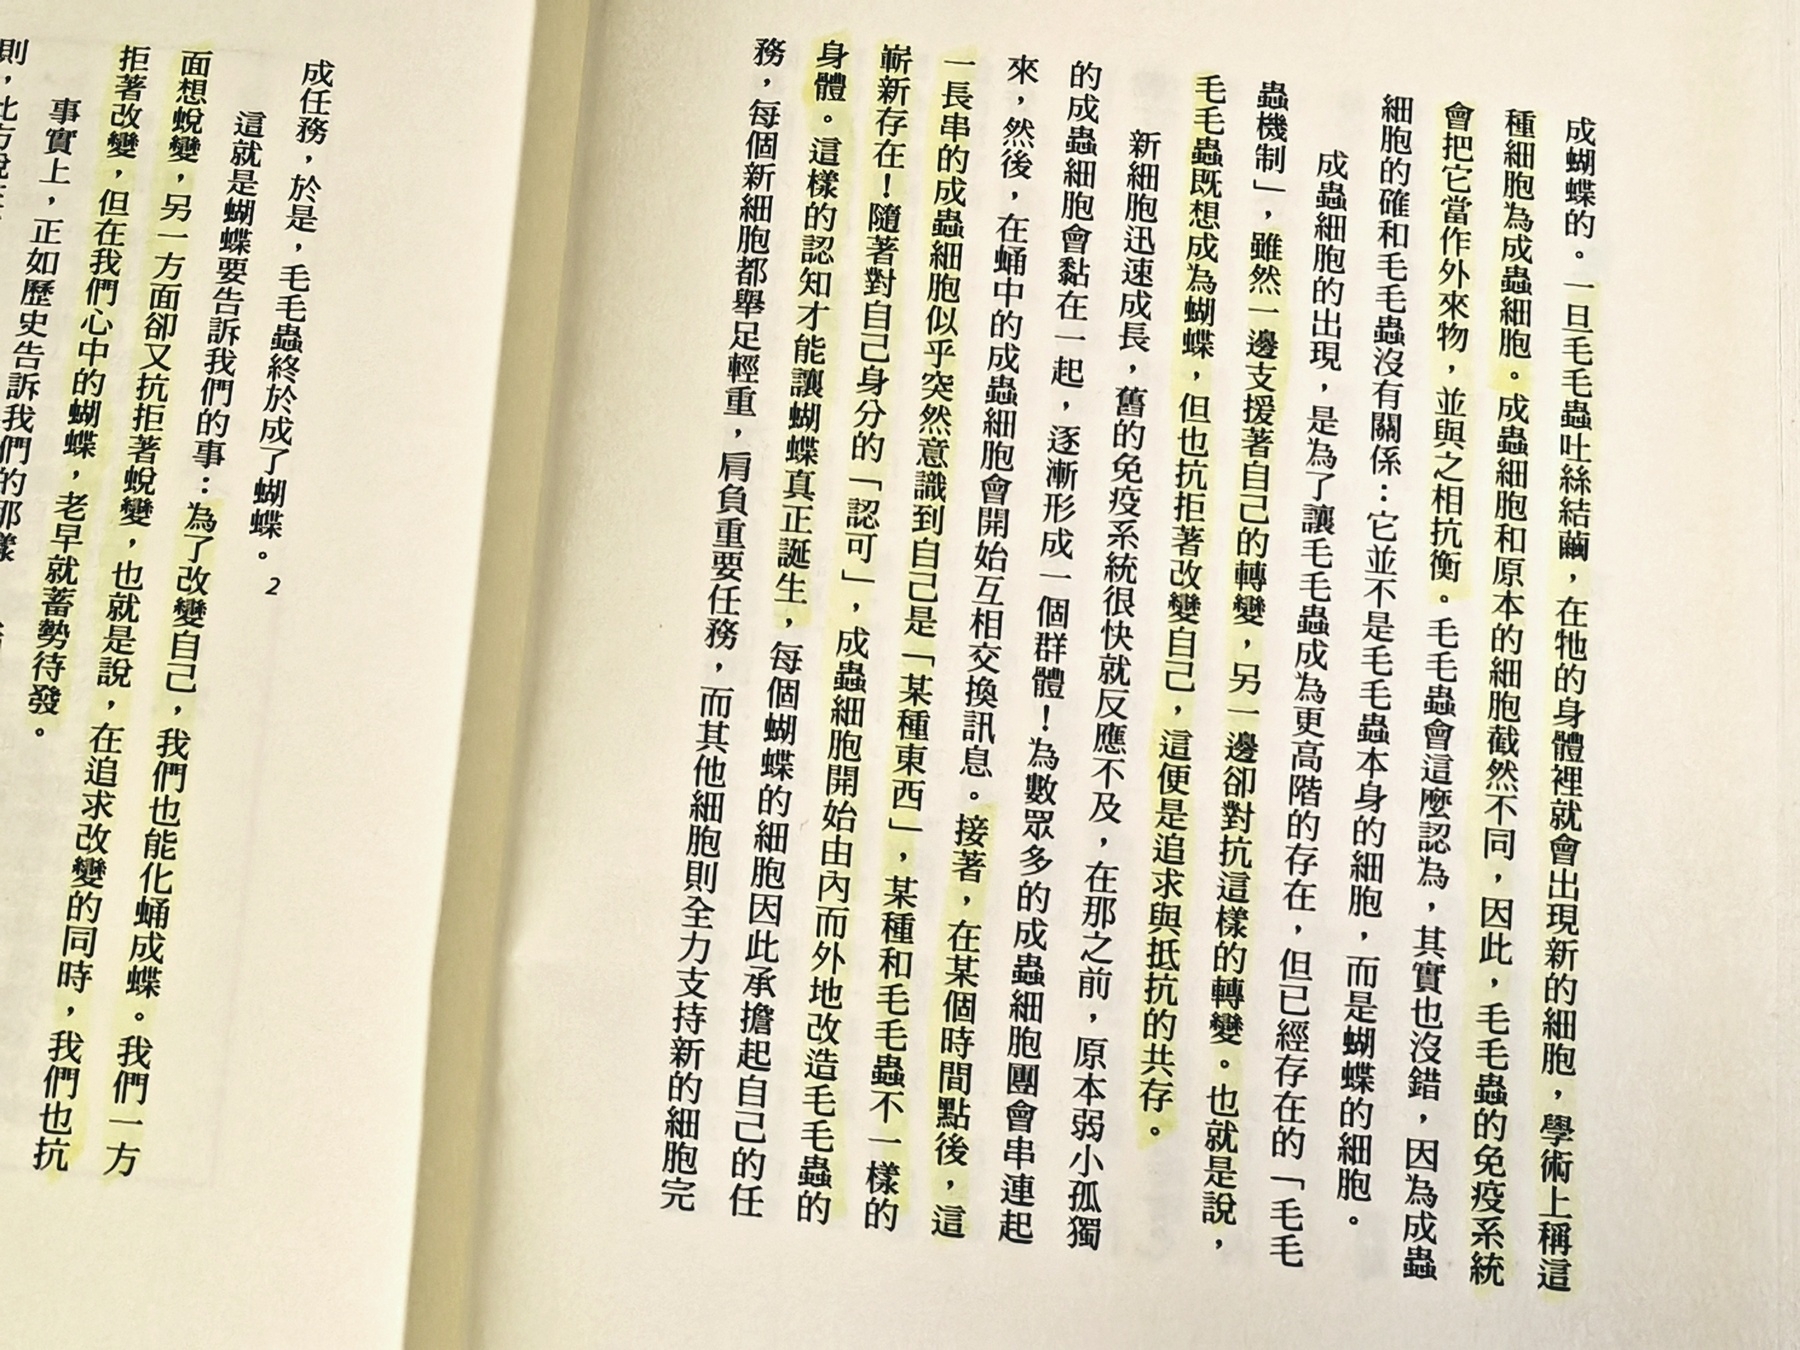 成蝴蝶的。一旦毛毛蟲吐絲結繭，在牠的身體裡就會出現新的細胞，學術上稱這
種細胞為成蟲細胞。成蟲細胞和原本的細胞截然不同，因此，毛毛蟲的免疫系統
會把它當作外來物，並與之相抗衡。毛毛蟲會這麼認為，其實也沒錯，因為成蟲
細胞的確和毛毛蟲沒有關係：它並不是毛毛蟲本身的細胞，而是蝴蝶的細胞。
成蟲細胞的出現，是為了讓毛毛蟲成為更高階的存在，但已經存在的「毛毛
蟲機制」，雖然一邊支援著自己的轉變，另一邊卻對抗這樣的轉變。也就是說，
毛毛蟲既想成為蝴蝶，但也抗拒著改變自己，這便是追求與抵抗的共存。
新細胞迅速成長，舊的免疫系統很快就反應不及，在那之前，原本弱小孤獨
的成蟲細胞會黏在一起，逐漸形成一個群體！為數眾多的成蟲細胞團會串連起
來，然後，在蛹中的成蟲細胞會開始互相交換訊息。接著，在某個時間點後，這
一長串的成蟲細胞似乎突然意識到自己是「某種東西」，某種和毛毛蟲不一樣的
嶄新存在！隨著對自己身分的「認可」，成蟲細胞開始由內而外地改造毛毛蟲的
身體。這樣的認知才能讓蝴蝶真正誕生，每個蝴蝶的細胞因此承擔起自己的任
務，每個新細胞都舉足輕重，肩負重要任務，而其他細胞則全力支持新的細胞完
成任務，於是，毛毛蟲終於成了蝴蝶。2
這就是蝴蝶要告訴我們的事：為了改變自己，我們也能化蛹成蝶。我們一方
面想蛻變，另一方面卻又抗拒著蛻變，也就是說，在追求改變的同時，我們也抗
拒著改變，但在我們心中的蝴蝶，老早就蓄勢待發。
事實上，正如歷史告訴我們的那樣
則，比方說